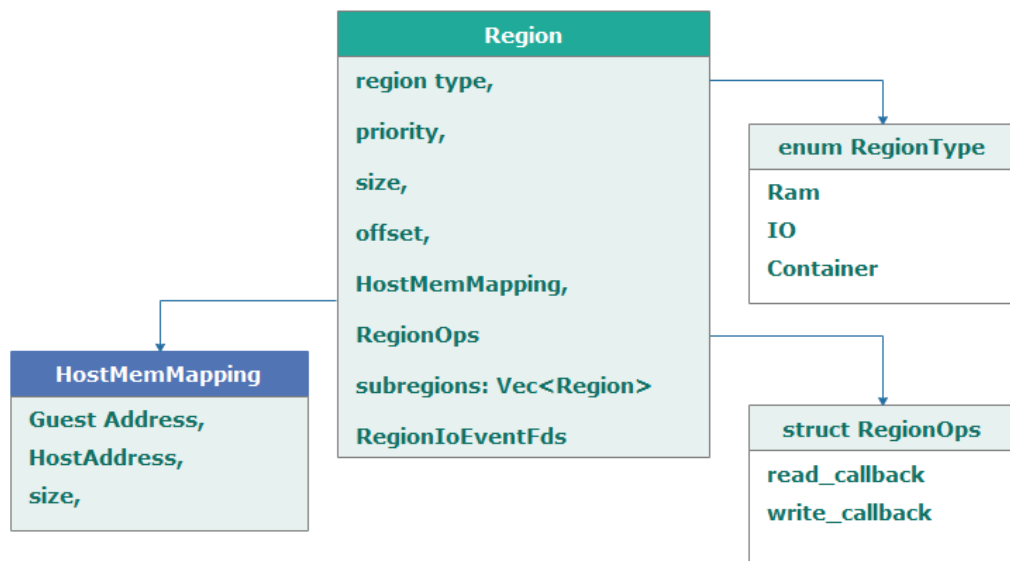 Region
region type,
priority,
size,
offset,
HostMemMapping,
RegionOps
subregions: Vec<Region>
RegionIoEventFds
enum RegionType
Ram
IO
Container
HostMemMapping
Guest Address,
HostAddress,
size,
struct RegionOps
read_callback
write_callback